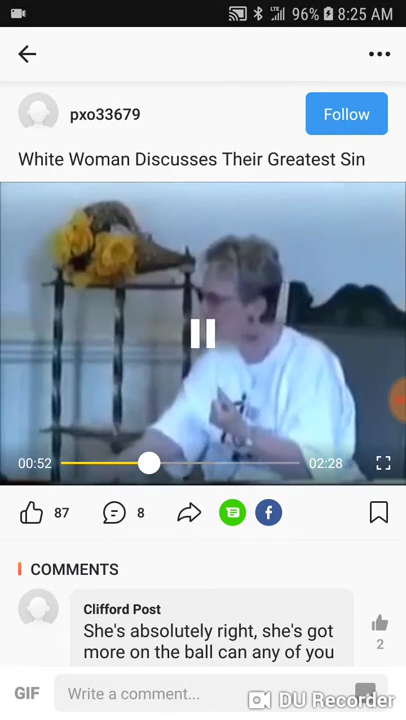 96% 8:25 AM
pxo33679
Follow
White Woman Discusses Their Greatest Sin
00:52
02:28
87
8
COMMENTS
Clifford Post
She's absolutely right, she's got
more on the ball can any of you
2
GIF
Write a comment...
DU Recorder